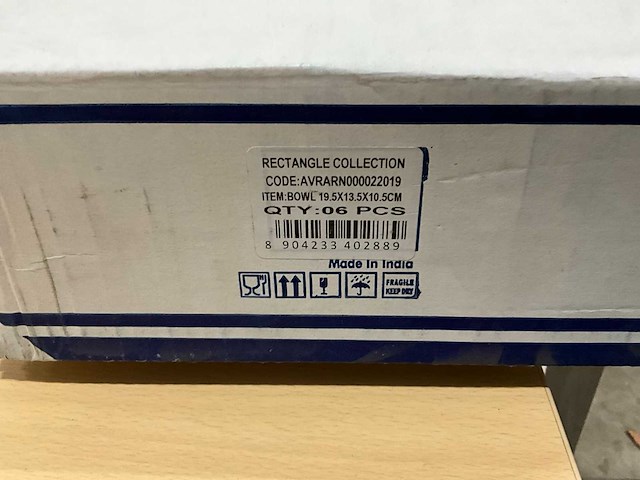 RECTANGLE COLLECTION
CODE:AVRARN000022019
ITEM:BOWL 19.5X13.5X10.5CM
QTY:06 PCS
8 904233 402889
Made In India
FRAGILE
KEEP DRY